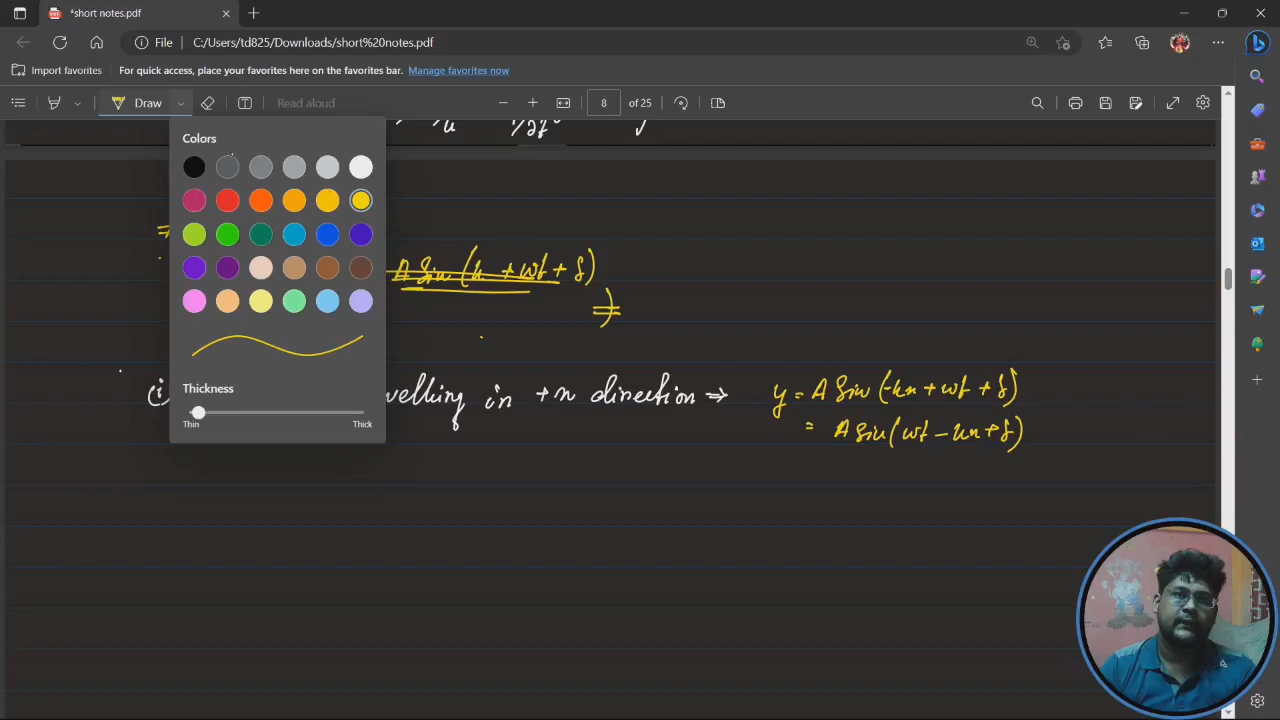 *short notes.pdf
File C:/Users/td825/Downloads/short%20notes.pdf
Import favorites For quick access, place your favorites here on the favorites bar. Manage favorites now
Draw Read aloud 8 of 25
Colors
⇒
A Sin (k + ωt + δ)
Thickness
Thin Thick
velling in +x direction ⇒ y = A Sin (-kx + ωt + δ)
= A Sin (ωt - kx + δ)